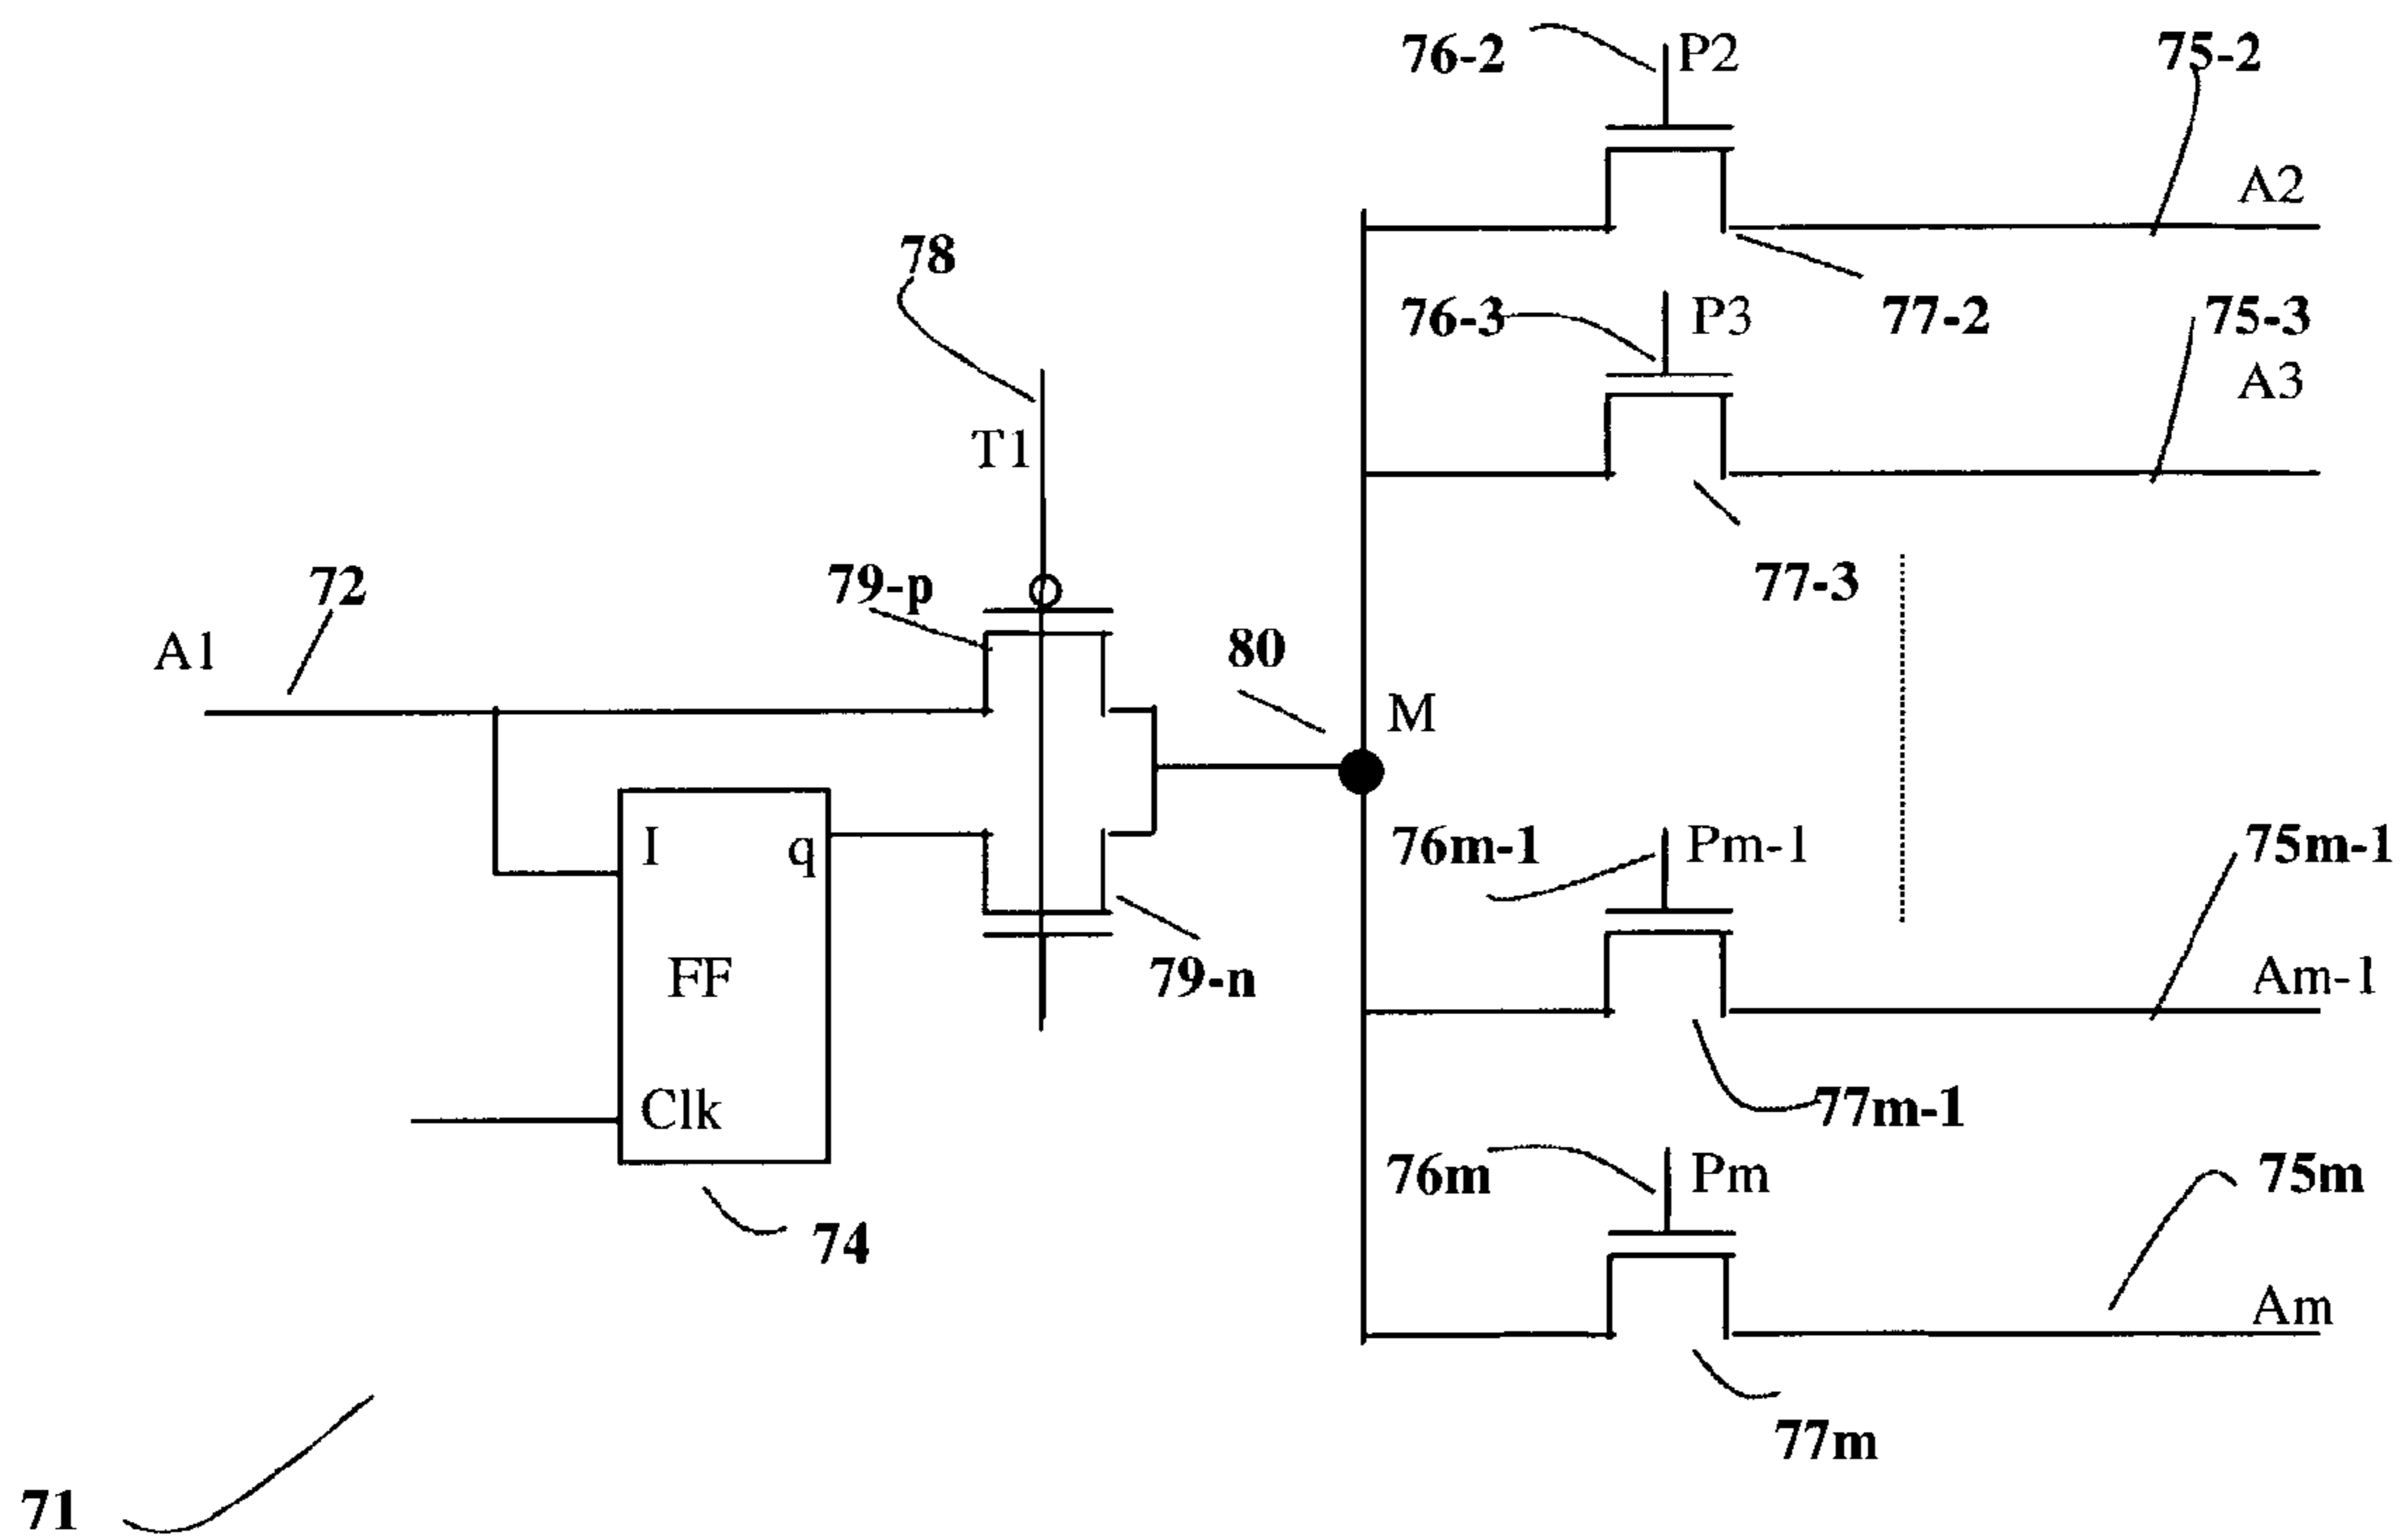 76-2
P2
75-2
A2
78
76-3
P3
77-2
75-3
A3
T1
72
79-p
77-3
A1
80
M
I
q
76m-1
Pm-1
75m-1
FF
79-n
Am-1
Clk
77m-1
76m
Pm
75m
74
Am
77m
71